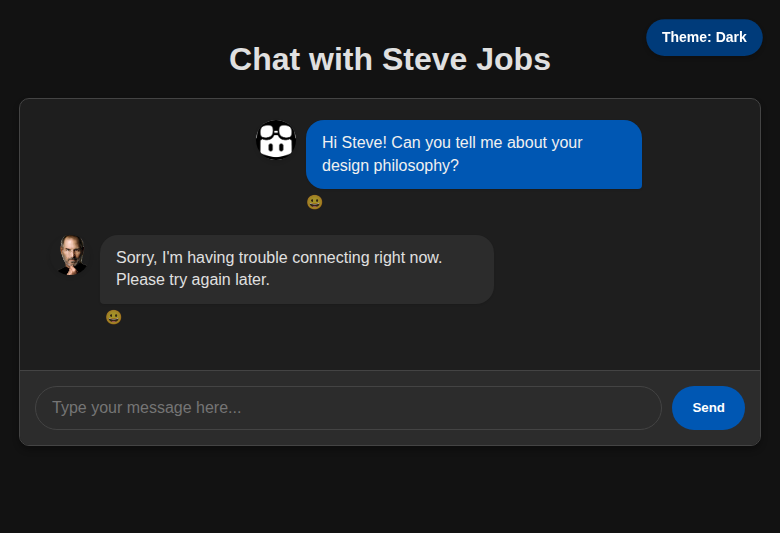 Theme: Dark
Chat with Steve Jobs
Hi Steve! Can you tell me about your
design philosophy?
Sorry, I'm having trouble connecting right now.
Please try again later.
Type your message here...
Send